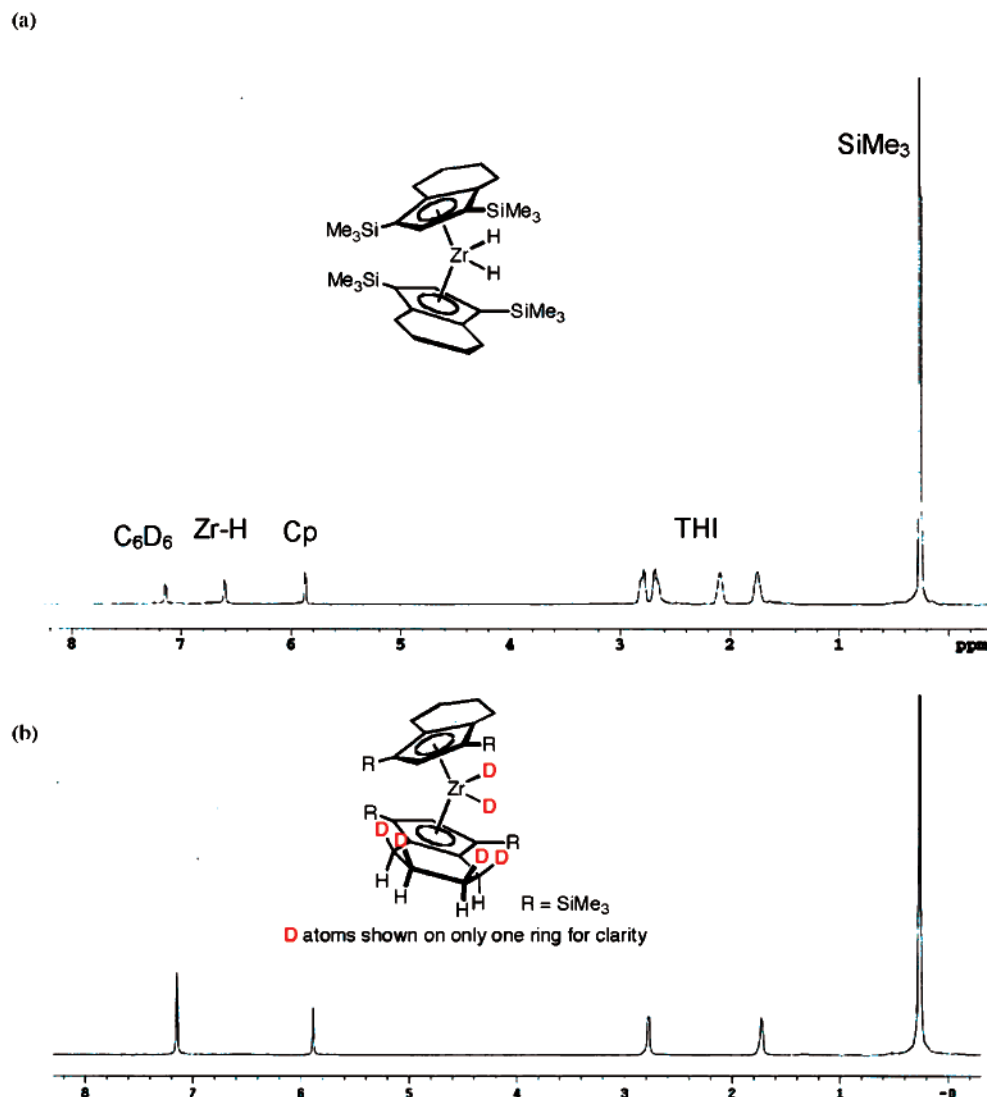 (a)
SiMe₃
SiMe₃
Me₃Si
H
Zr
H
Me₃Si
SiMe₃
C₆D₆
Zr-H
Cp
THI
8 7 6 5 4 3 2 1 ppm
(b)
R
R
D
Zr
D
R
D
D
R
D
D
H
H
H
H
R = SiMe₃
D atoms shown on only one ring for clarity
8 7 6 5 4 3 2 1 -0